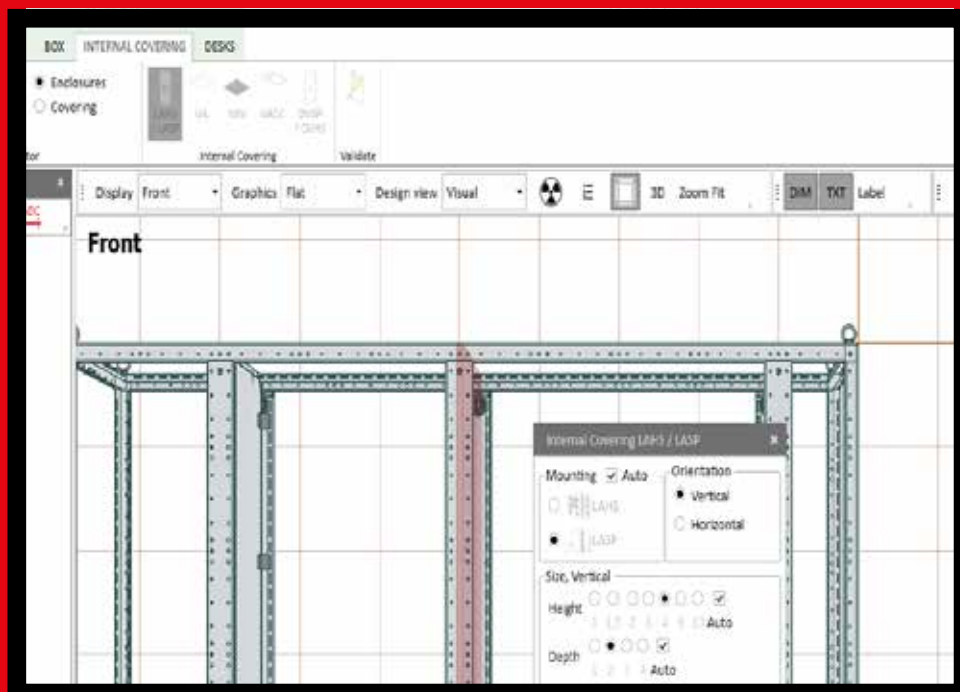 BOX INTERNAL COVERING DESKS
Enclosures
Covering
Internal Covering Validate
Display Front Graphics Flat Design view Visual 3D Zoom Fit DIM TXT Label
Front
Internal Covering LAHS / LASP
Mounting Auto Orientation
LAHS Vertical
LASP Horizontal
Size, Vertical
Height
Auto
Depth
Auto